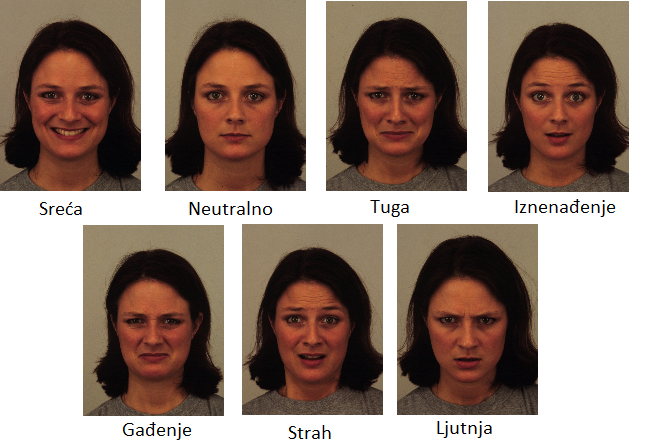 Sreća
Neutralno
Tuga
Iznenađenje
Gađenje
Strah
Ljutnja